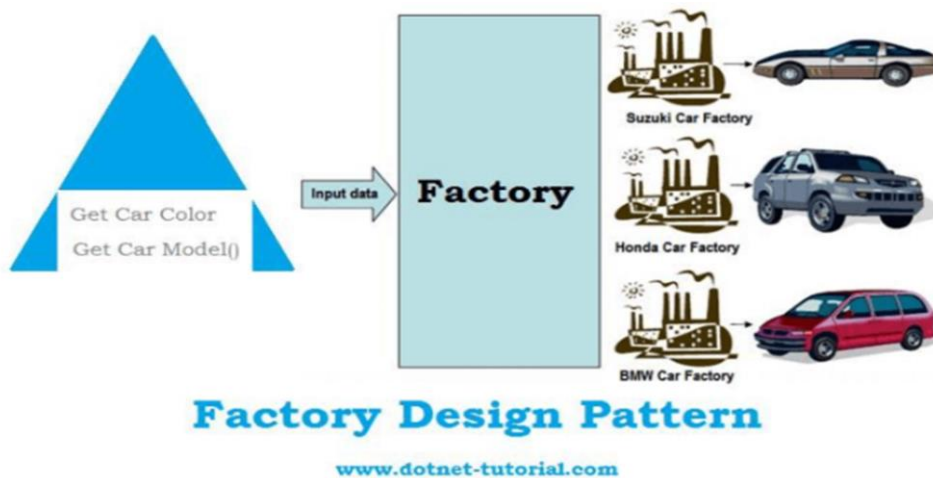 Get Car Color
Get Car Model()
Input data
Factory
Suzuki Car Factory
Honda Car Factory
BMW Car Factory
Factory Design Pattern
www.dotnet-tutorial.com